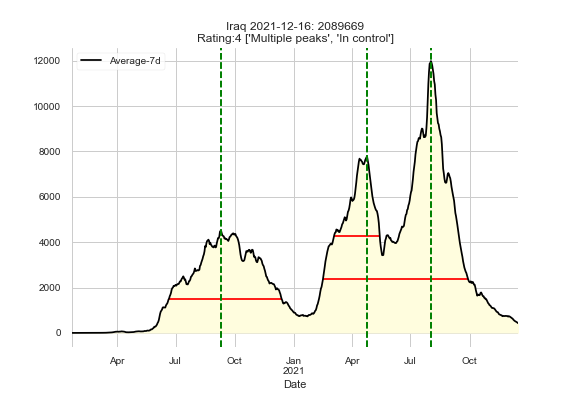 Iraq 2021-12-16: 2089669
Rating:4 ['Multiple peaks', 'In control']
Average-7d
12000
10000
8000
6000
4000
2000
0
Apr Jul Oct Jan Apr Jul Oct
2021
Date